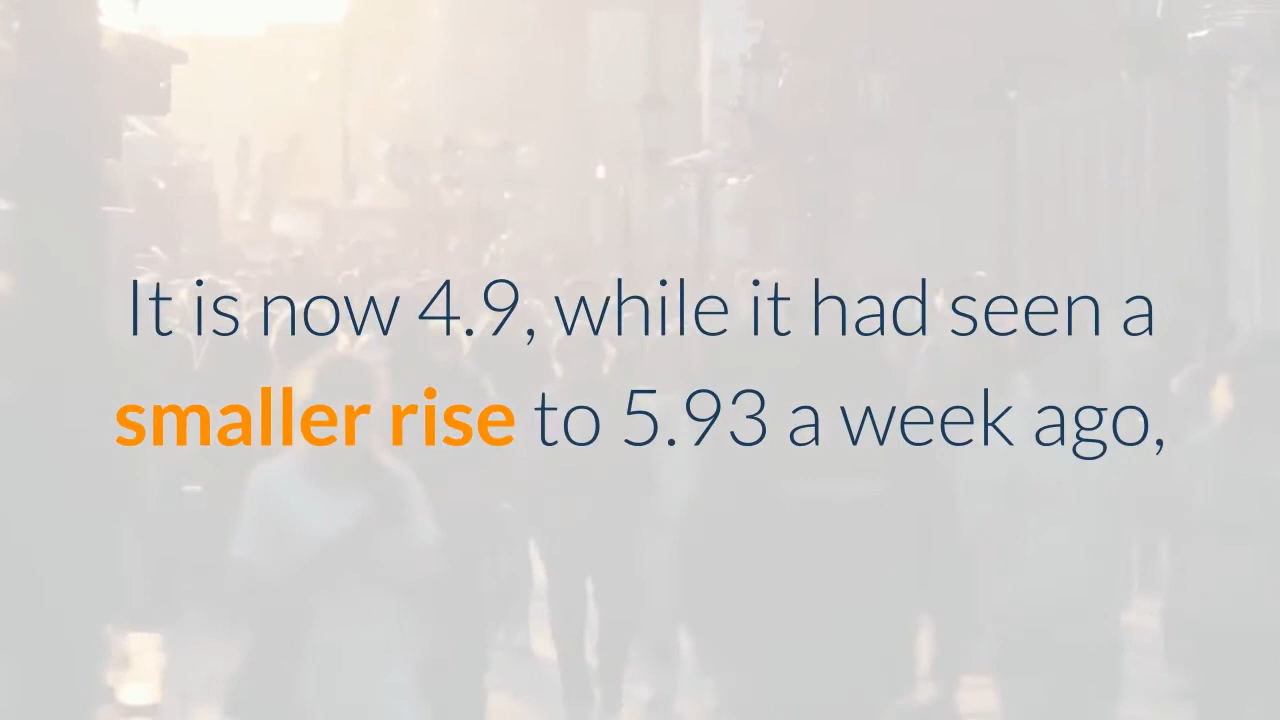 It is now 4.9, while it had seen a
smaller rise to 5.93 a week ago,